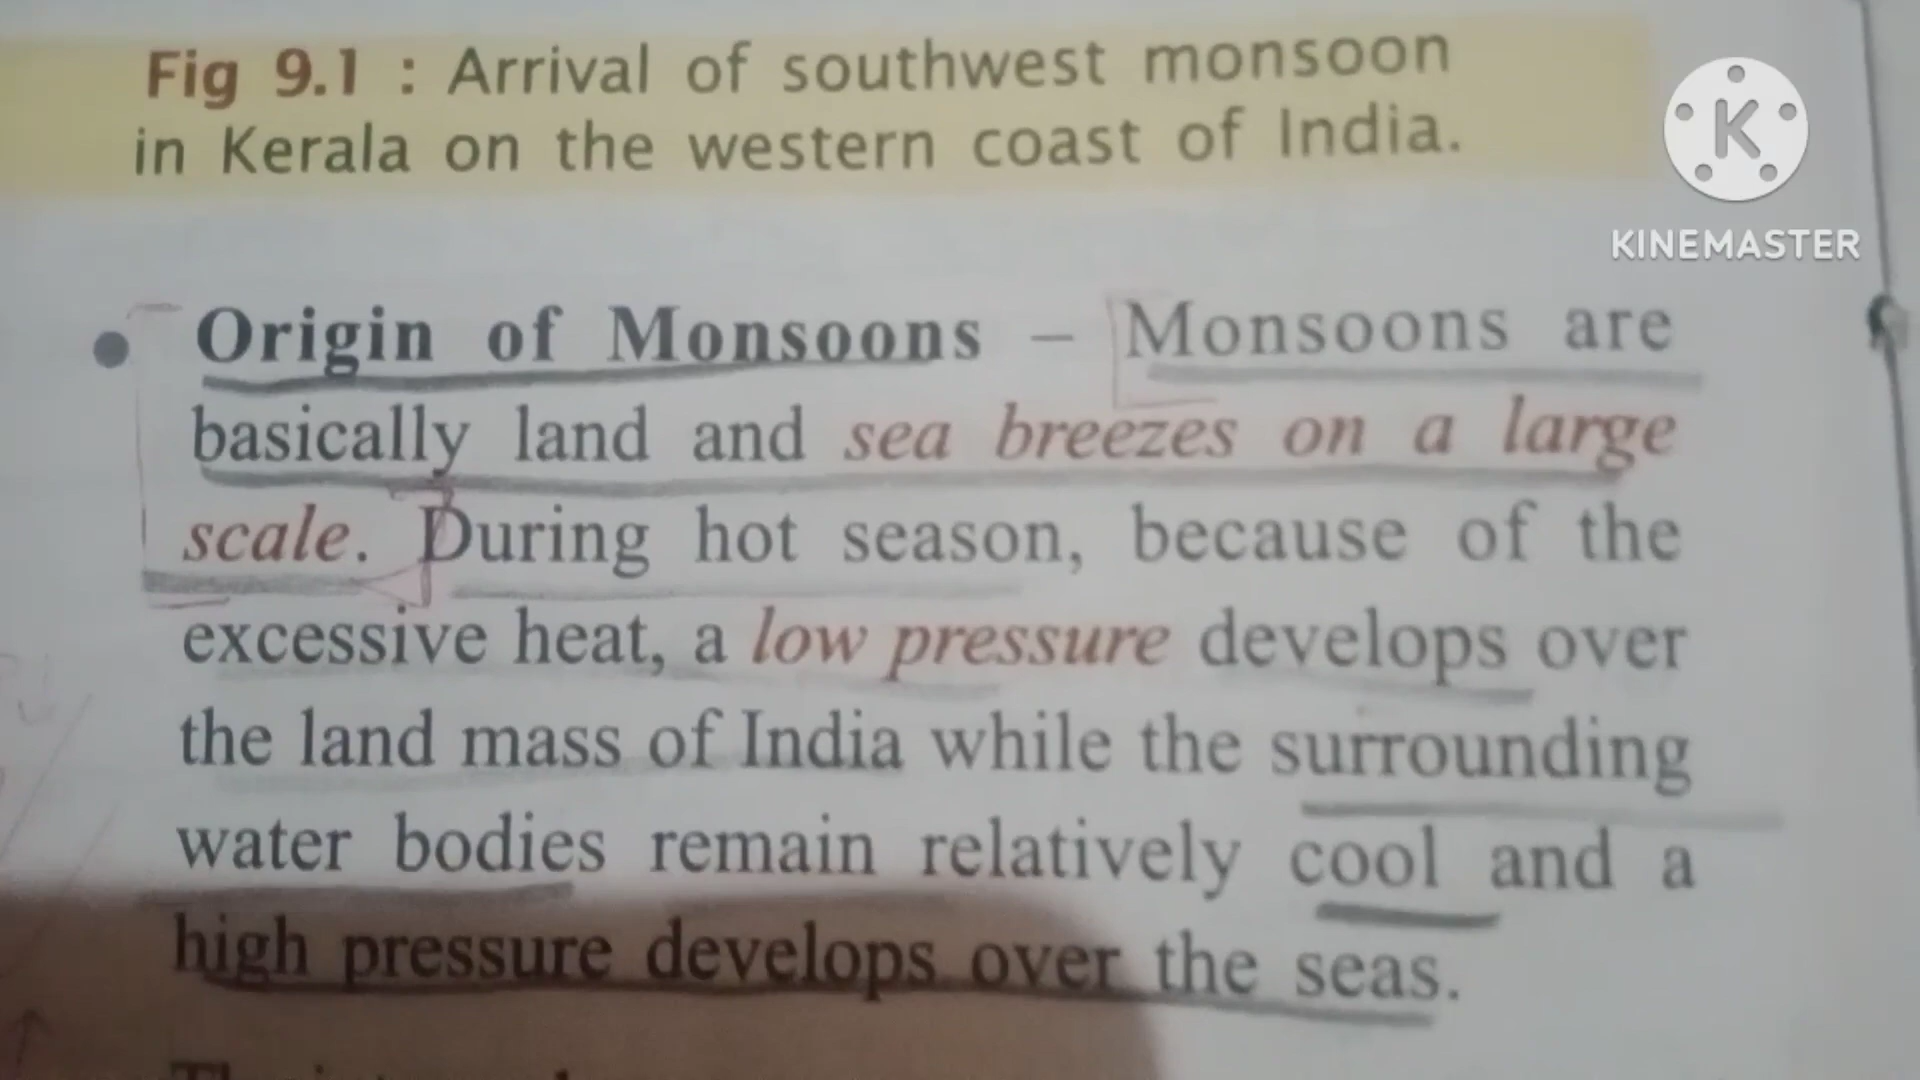 Fig 9.1 : Arrival of southwest monsoon
in Kerala on the western coast of India.
K
KINEMASTER
• Origin of Monsoons – Monsoons are
basically land and sea breezes on a large
scale. During hot season, because of the
excessive heat, a low pressure develops over
the land mass of India while the surrounding
water bodies remain relatively cool and a
high pressure develops over the seas.